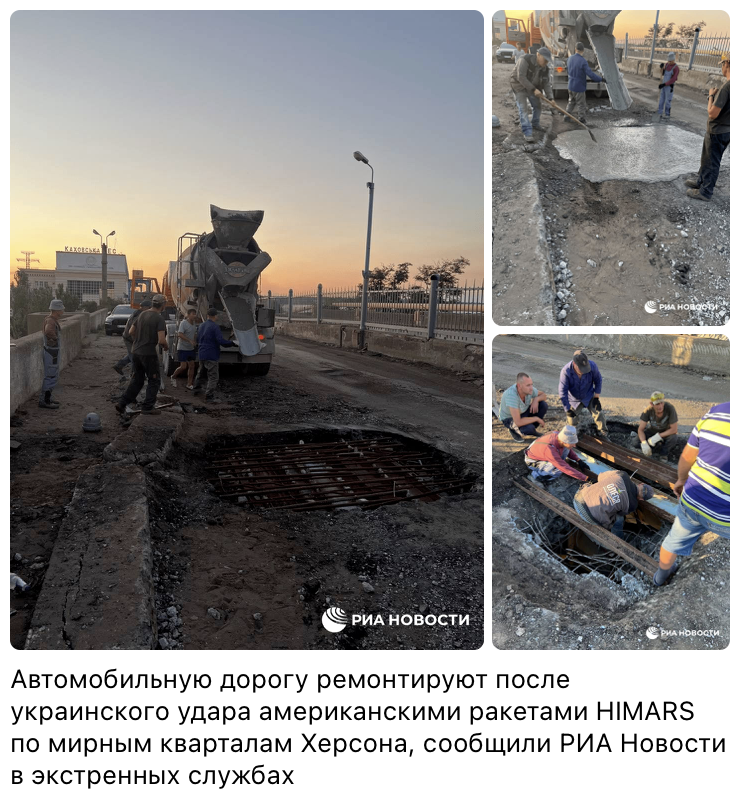 КАХОВСЬКА ГЕС
РИА НОВОСТИ
РИА НОВОСТИ
РИА НОВОСТИ
Автомобильную дорогу ремонтируют после
украинского удара американскими ракетами HIMARS
по мирным кварталам Херсона, сообщили РИА Новости
в экстренных службах